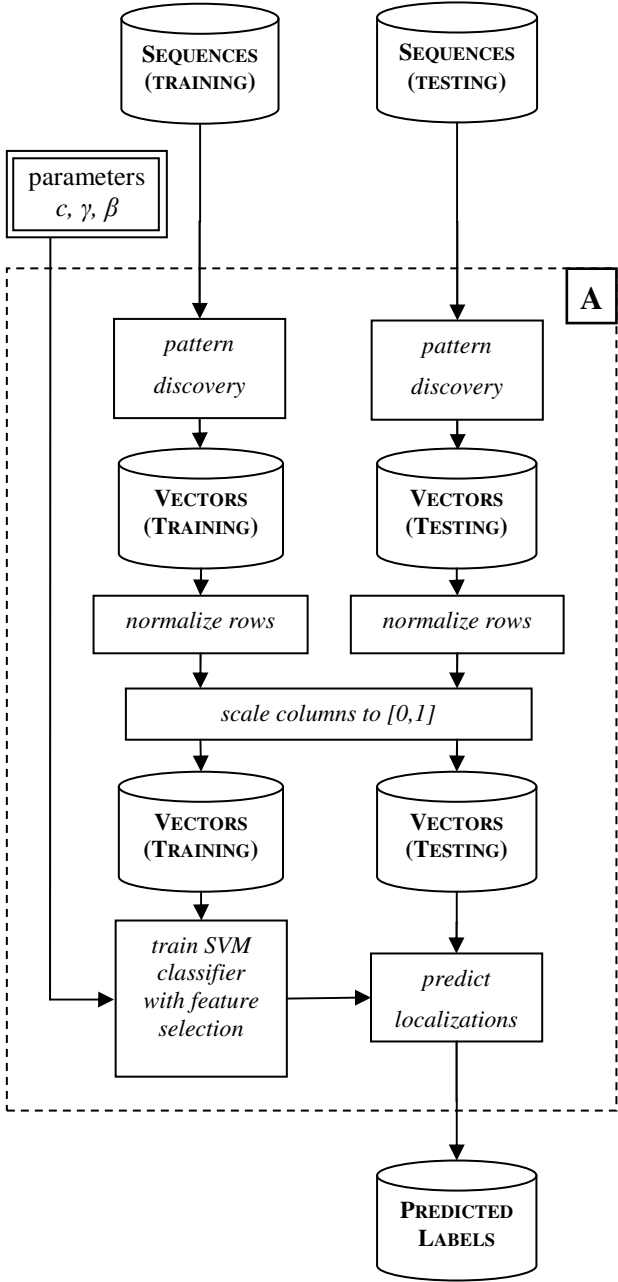 SEQUENCES
(TRAINING)
SEQUENCES
(TESTING)
parameters
c, γ, β
A
pattern
discovery
pattern
discovery
VECTORS
(TRAINING)
VECTORS
(TESTING)
normalize rows
normalize rows
scale columns to [0,1]
VECTORS
(TRAINING)
VECTORS
(TESTING)
train SVM
classifier
with feature
selection
predict
localizations
PREDICTED
LABELS